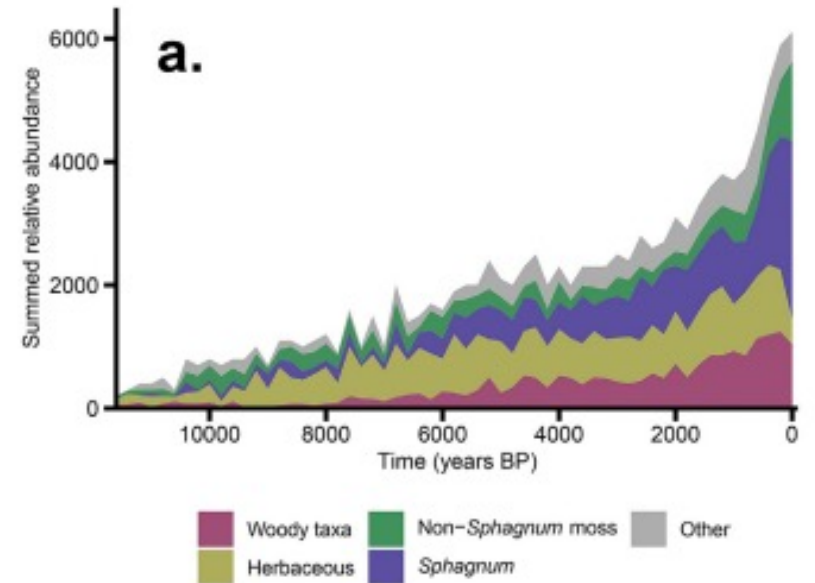 a.
Summed relative abundance
6000
4000
2000
0
10000 8000 6000 4000 2000 0
Time (years BP)
Woody taxa Non−Sphagnum moss Other
Herbaceous Sphagnum